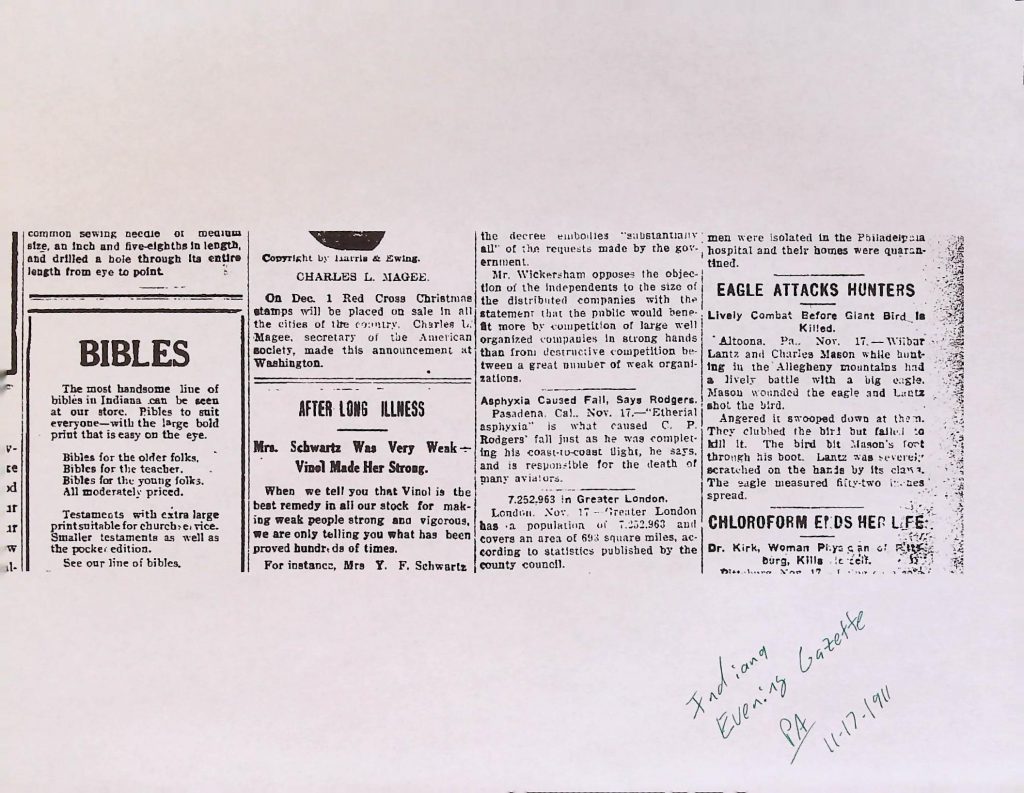 common sewing needle of medium
size, an inch and five-eighths in length,
and drilled a hole through its entire
length from eye to point.
BIBLES
The most handsome line of
bibles in Indiana can be seen
at our store. Pibles to suit
everyone—with the large bold
print that is easy on the eye.
Bibles for the older folks.
Bibles for the teacher.
Bibles for the young folks.
All moderately priced.
Testaments with extra large
print suitable for church service.
Smaller testaments as well as
the pocket edition.
See our line of bibles.
Copyright by Harris & Ewing.
CHARLES L. MAGEE.
On Dec. 1 Red Cross Christmas
stamps will be placed on sale in all
the cities of the country. Charles L.
Magee, secretary of the American
society, made this announcement at
Washington.
AFTER LONG ILLNESS
Mrs. Schwartz Was Very Weak—
Vinol Made Her Strong.
When we tell you that Vinol is the
best remedy in all our stock for mak-
ing weak people strong and vigorous,
we are only telling you what has been
proved hundreds of times.
For instance, Mrs Y. F. Schwartz
the decree embodies "substantially
all" of the requests made by the gov-
ernment.
Mr. Wickersham opposes the objec-
tion of the independents to the size of
the distributed companies with the
statement that the public would bene-
fit more by competition of large well
organized companies in strong hands
than from destructive competition be-
tween a great number of weak organi-
zations.
Asphyxia Caused Fall, Says Rodgers.
Pasadena, Cal., Nov. 17.—"Etherial
asphyxia" is what caused C. P.
Rodgers' fall just as he was complet-
ing his coast-to-coast flight, he says,
and is responsible for the death of
many aviators.
7,252,963 in Greater London.
London, Nov. 17—Greater London
has a population of 7,252,963 and
covers an area of 693 square miles, ac-
cording to statistics published by the
county council.
men were isolated in the Philadelphia
hospital and their homes were quaran-
tined.
EAGLE ATTACKS HUNTERS
Lively Combat Before Giant Bird Is
Killed.
Altoona, Pa., Nov. 17.—Wilbar
Lantz and Charles Mason while hunt-
ing in the Allegheny mountains had
a lively battle with a big eagle.
Mason wounded the eagle and Lantz
shot the bird.
Angered it swooped down at them.
They clubbed the bird but failed to
kill it. The bird bit Mason's foot
through his boot. Lantz was severely
scratched on the hands by its claws.
The eagle measured fifty-two inches
spread.
CHLOROFORM ENDS HER LIFE
Dr. Kirk, Woman Physician of Pitts-
burg, Kills Herself.
Pittsburg, Nov. 17
Indiana
Evening Gazette
PA
11-17-1911